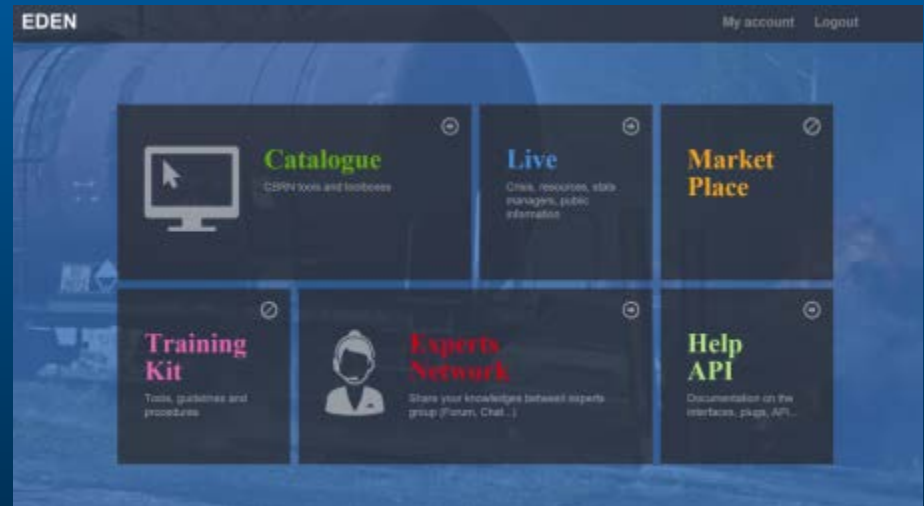 EDEN
My account Logout
Catalogue
CBRN tools and toolboxes
Live
Crisis, resources, stats
managers, public
information
Market
Place
Training
Kit
Tools, guidelines and
procedures
Experts
Network
Share your knowledges between experts
group (Forum, Chat...)
Help
API
Documentation on the
interfaces, plugs, API...